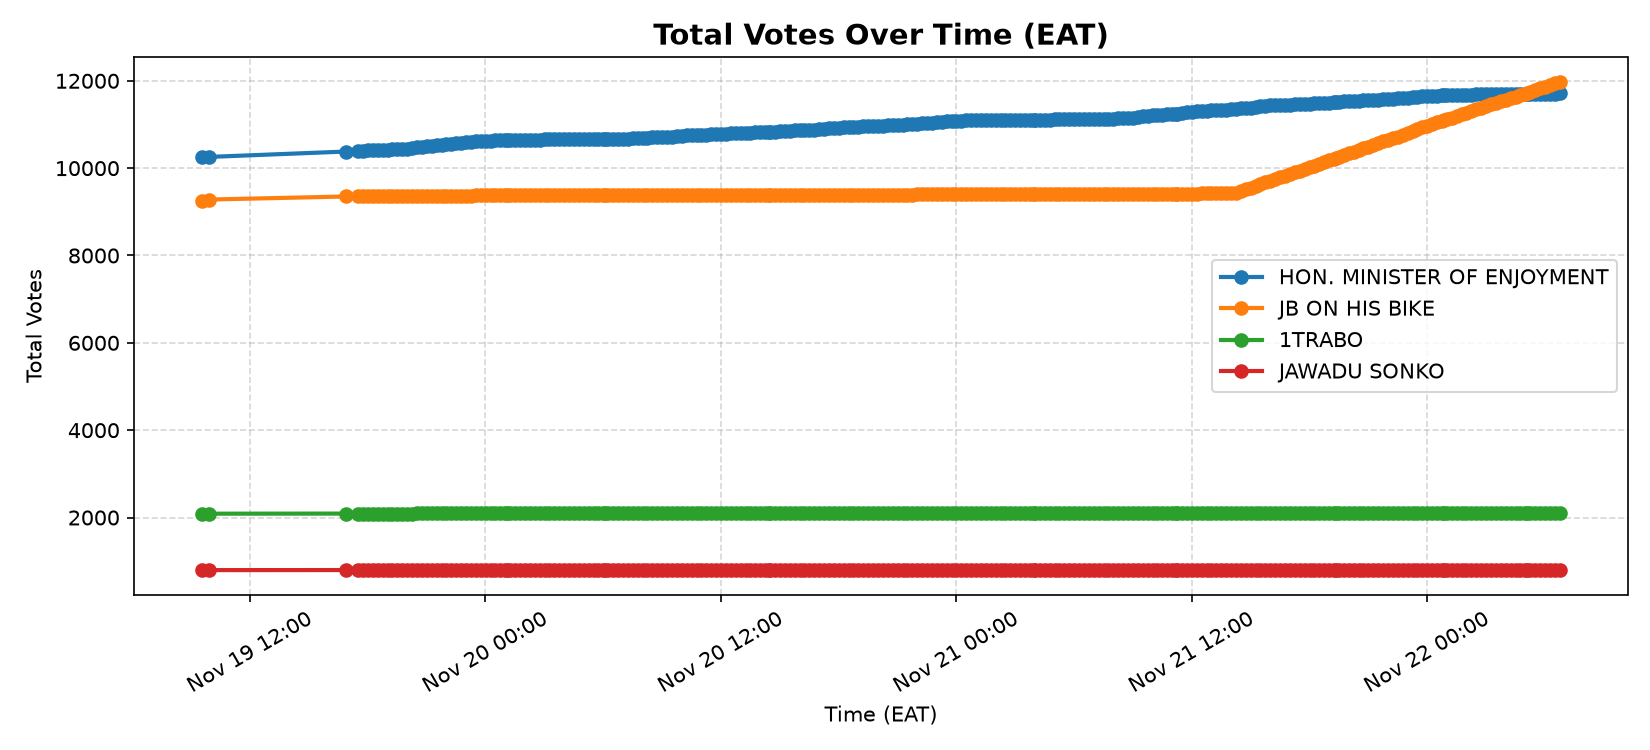 Total Votes Over Time (EAT)
12000
10000
8000
6000
4000
2000
Total Votes
HON. MINISTER OF ENJOYMENT
JB ON HIS BIKE
1TRABO
JAWADU SONKO
Nov 19 12:00
Nov 20 00:00
Nov 20 12:00
Nov 21 00:00
Nov 21 12:00
Nov 22 00:00
Time (EAT)